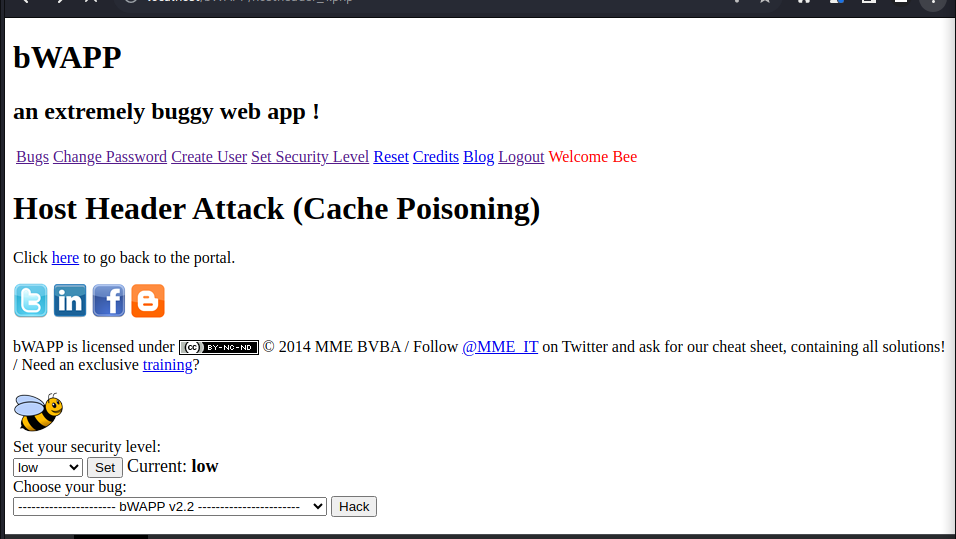 bWAPP
an extremely buggy web app !
Bugs Change Password Create User Set Security Level Reset Credits Blog Logout Welcome Bee
Host Header Attack (Cache Poisoning)
Click here to go back to the portal.
bWAPP is licensed under (cc) BY-NC-ND © 2014 MME BVBA / Follow @MME_IT on Twitter and ask for our cheat sheet, containing all solutions!
/ Need an exclusive training?
Set your security level:
low Set Current: low
Choose your bug:
---------------------- bWAPP v2.2 ----------------------- Hack